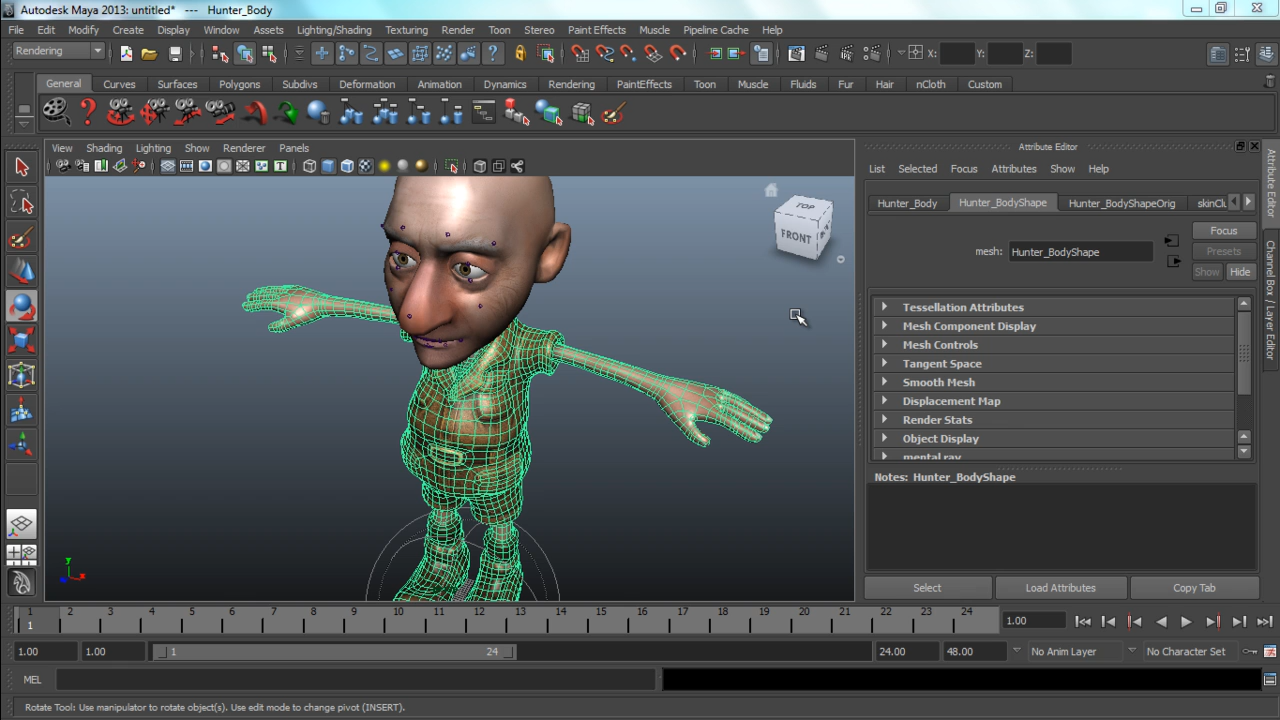 Autodesk Maya 2013: untitled* --- Hunter_Body
File Edit Modify Create Display Window Assets Lighting/Shading Texturing Render Toon Stereo Paint Effects Muscle Pipeline Cache Help
Rendering X: Y: Z:
General Curves Surfaces Polygons Subdivs Deformation Animation Dynamics Rendering PaintEffects Toon Muscle Fluids Fur Hair nCloth Custom
View Shading Lighting Show Renderer Panels
TOP
FRONT
y
x
Attribute Editor
List Selected Focus Attributes Show Help
Hunter_Body Hunter_BodyShape Hunter_BodyShapeOrig skinCl
mesh: Hunter_BodyShape
Focus
Presets
Show Hide
Tessellation Attributes
Mesh Component Display
Mesh Controls
Tangent Space
Smooth Mesh
Displacement Map
Render Stats
Object Display
mental ray
Notes: Hunter_BodyShape
Select Load Attributes Copy Tab
Attribute Editor
Channel Box / Layer Editor
1 2 3 4 5 6 7 8 9 10 11 12 13 14 15 16 17 18 19 20 21 22 23 24
1 1.00
1.00 1.00 1 24 24.00 48.00 No Anim Layer No Character Set
MEL
Rotate Tool: Use manipulator to rotate object(s). Use edit mode to change pivot (INSERT).